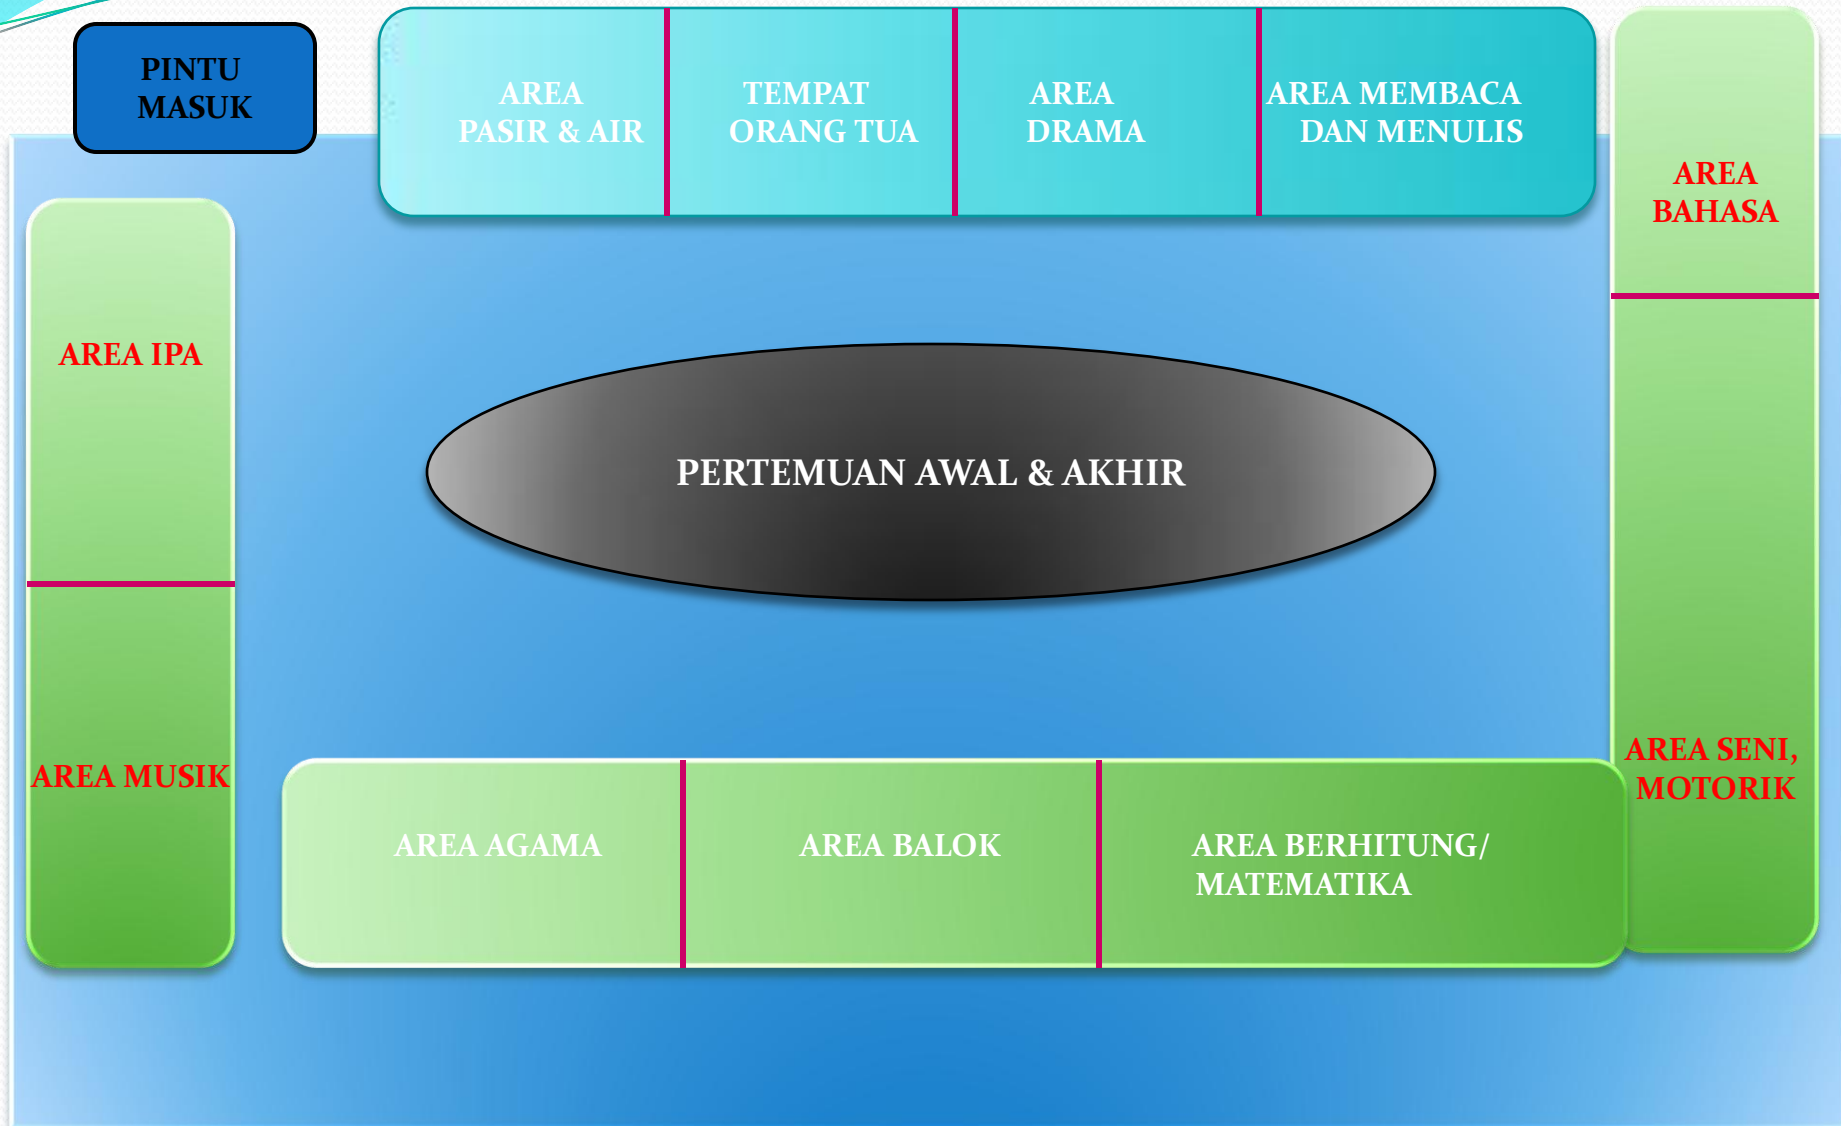 PINTU
MASUK
AREA
PASIR & AIR
TEMPAT
ORANG TUA
AREA
DRAMA
AREA MEMBACA
DAN MENULIS
AREA
BAHASA
AREA IPA
PERTEMUAN AWAL & AKHIR
AREA MUSIK
AREA SENI,
MOTORIK
AREA AGAMA
AREA BALOK
AREA BERHITUNG/
MATEMATIKA